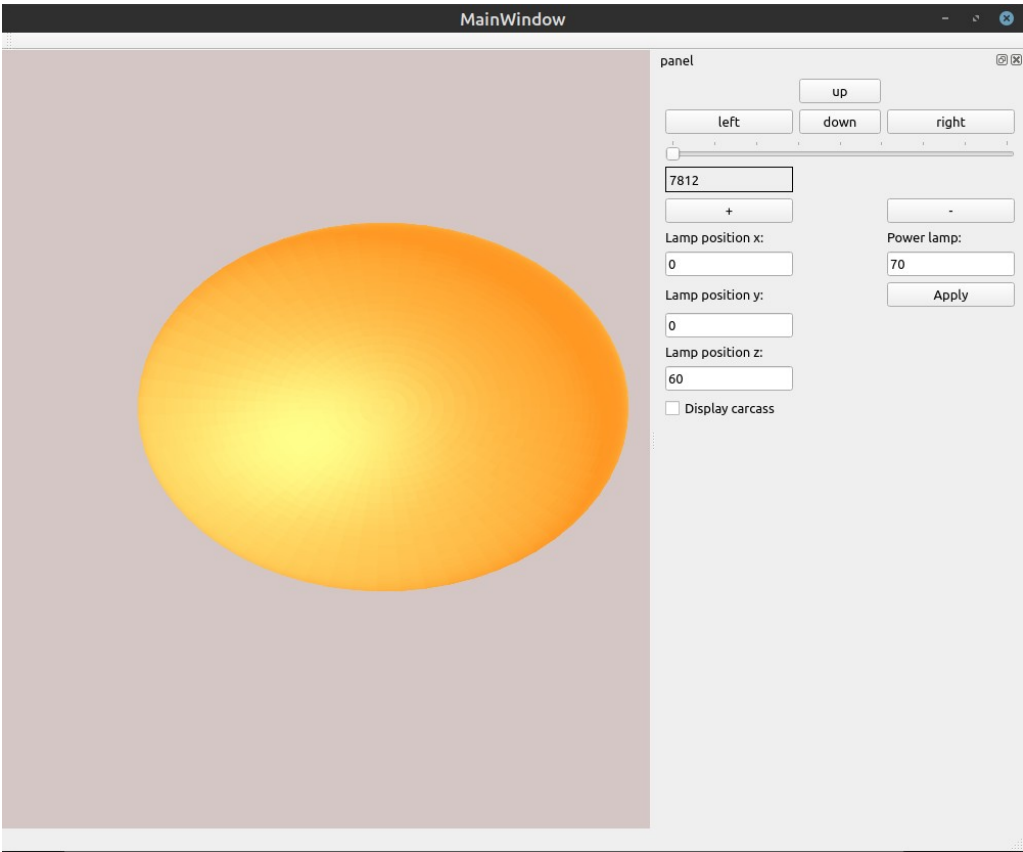 MainWindow
panel
up
left down right
7812
+ -
Lamp position x: Power lamp:
0 70
Lamp position y: Apply
0
Lamp position z:
60
Display carcass